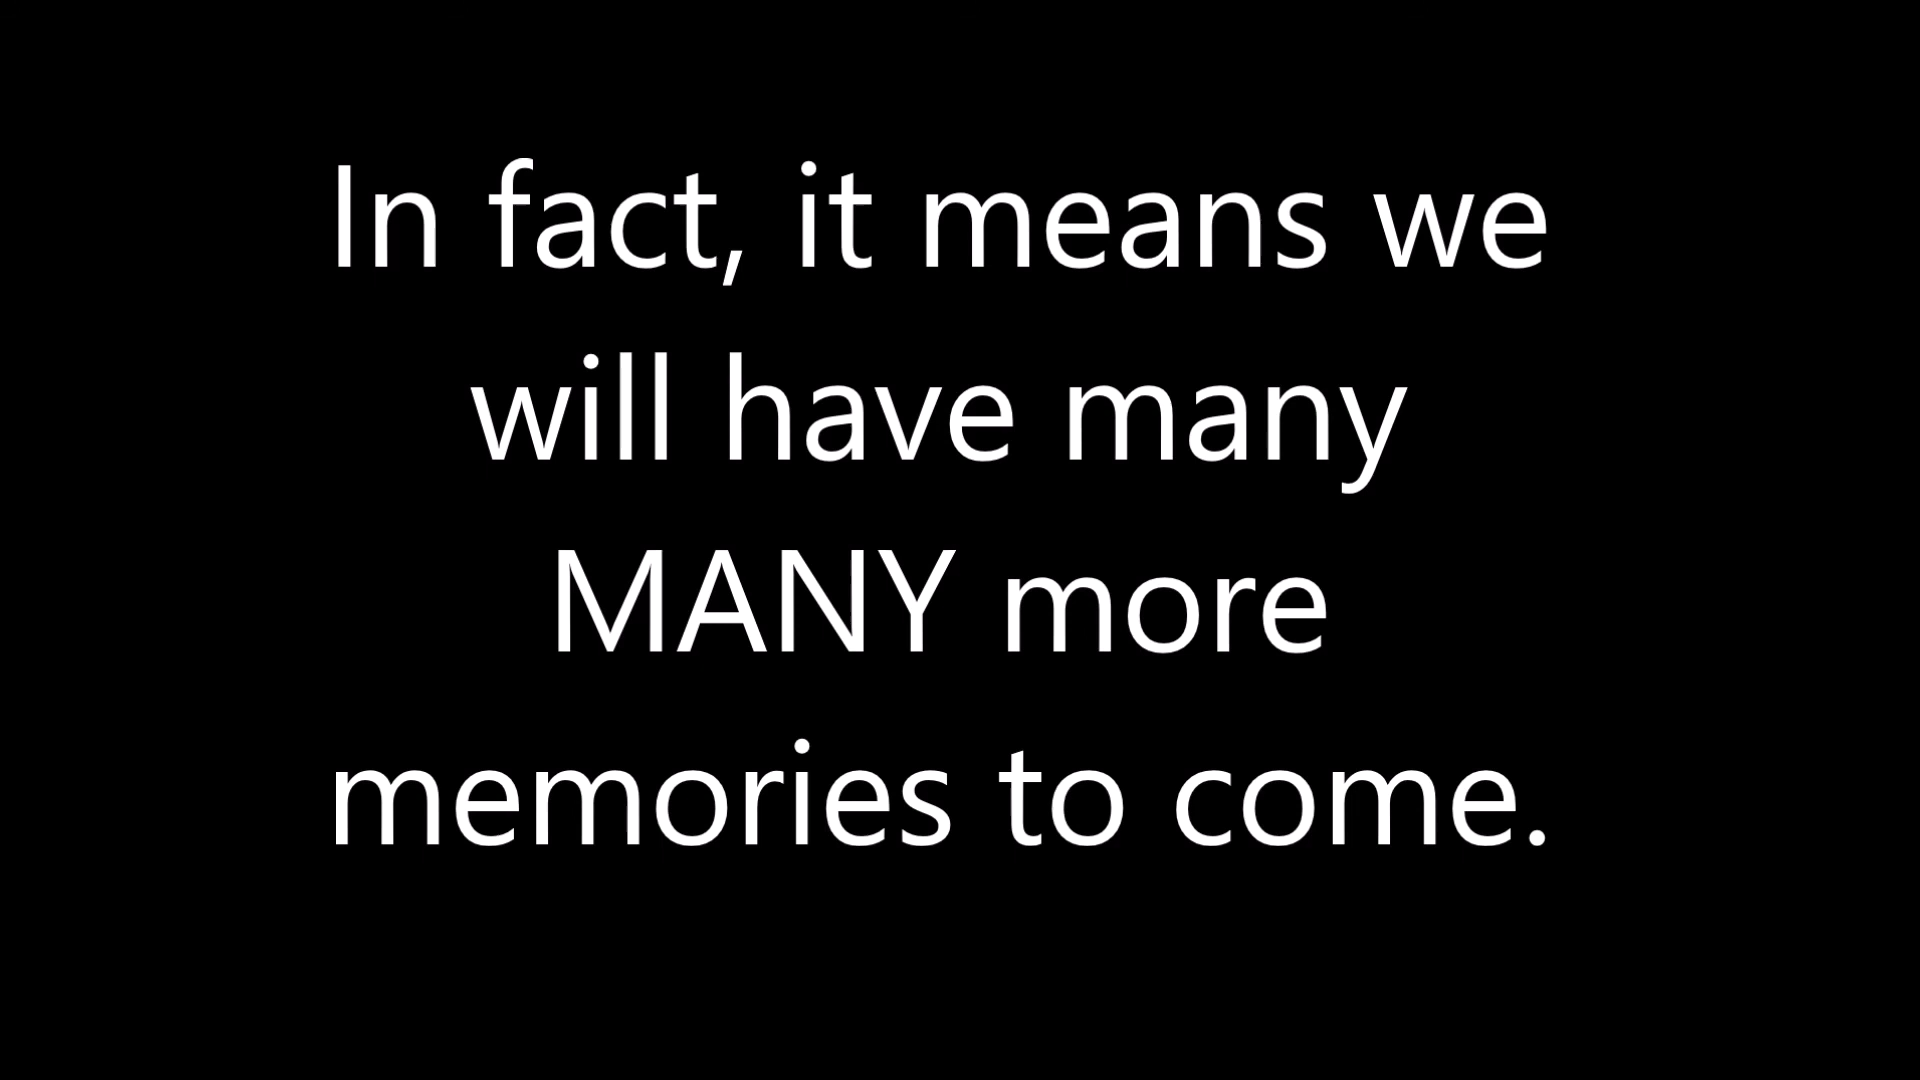 In fact, it means we
will have many
MANY more
memories to come.